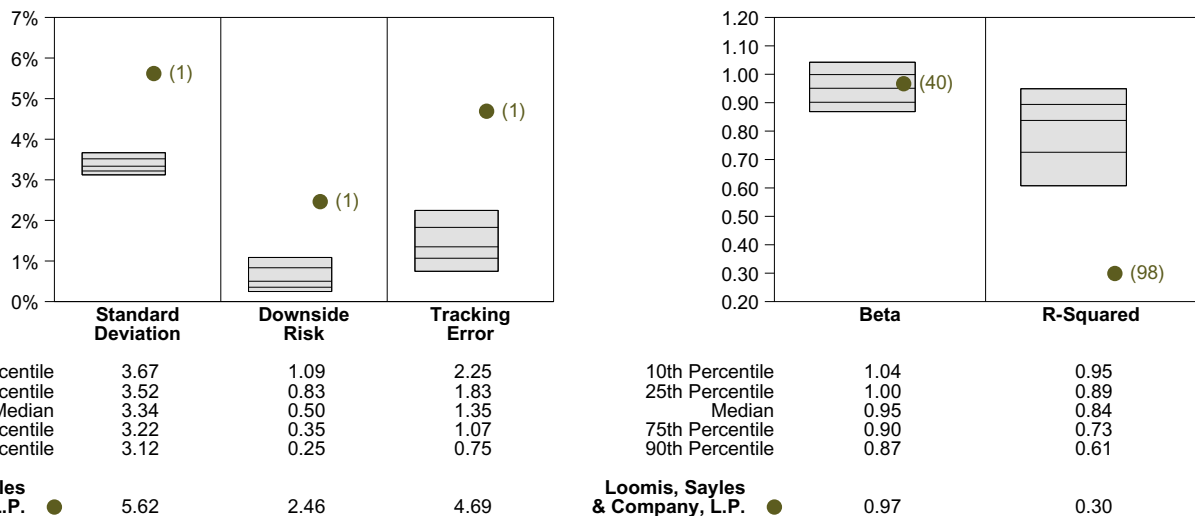 7%
6%
5%
4%
3%
2%
1%
0%
(1)
(1)
(1)
Standard
Deviation
Downside
Risk
Tracking
Error
centile 3.67 1.09 2.25
centile 3.52 0.83 1.83
Median 3.34 0.50 1.35
centile 3.22 0.35 1.07
centile 3.12 0.25 0.75
les
L.P. 5.62 2.46 4.69
1.20
1.10
1.00
0.90
0.80
0.70
0.60
0.50
0.40
0.30
0.20
(40)
(98)
Beta
R-Squared
10th Percentile 1.04 0.95
25th Percentile 1.00 0.89
Median 0.95 0.84
75th Percentile 0.90 0.73
90th Percentile 0.87 0.61
Loomis, Sayles
& Company, L.P. 0.97 0.30